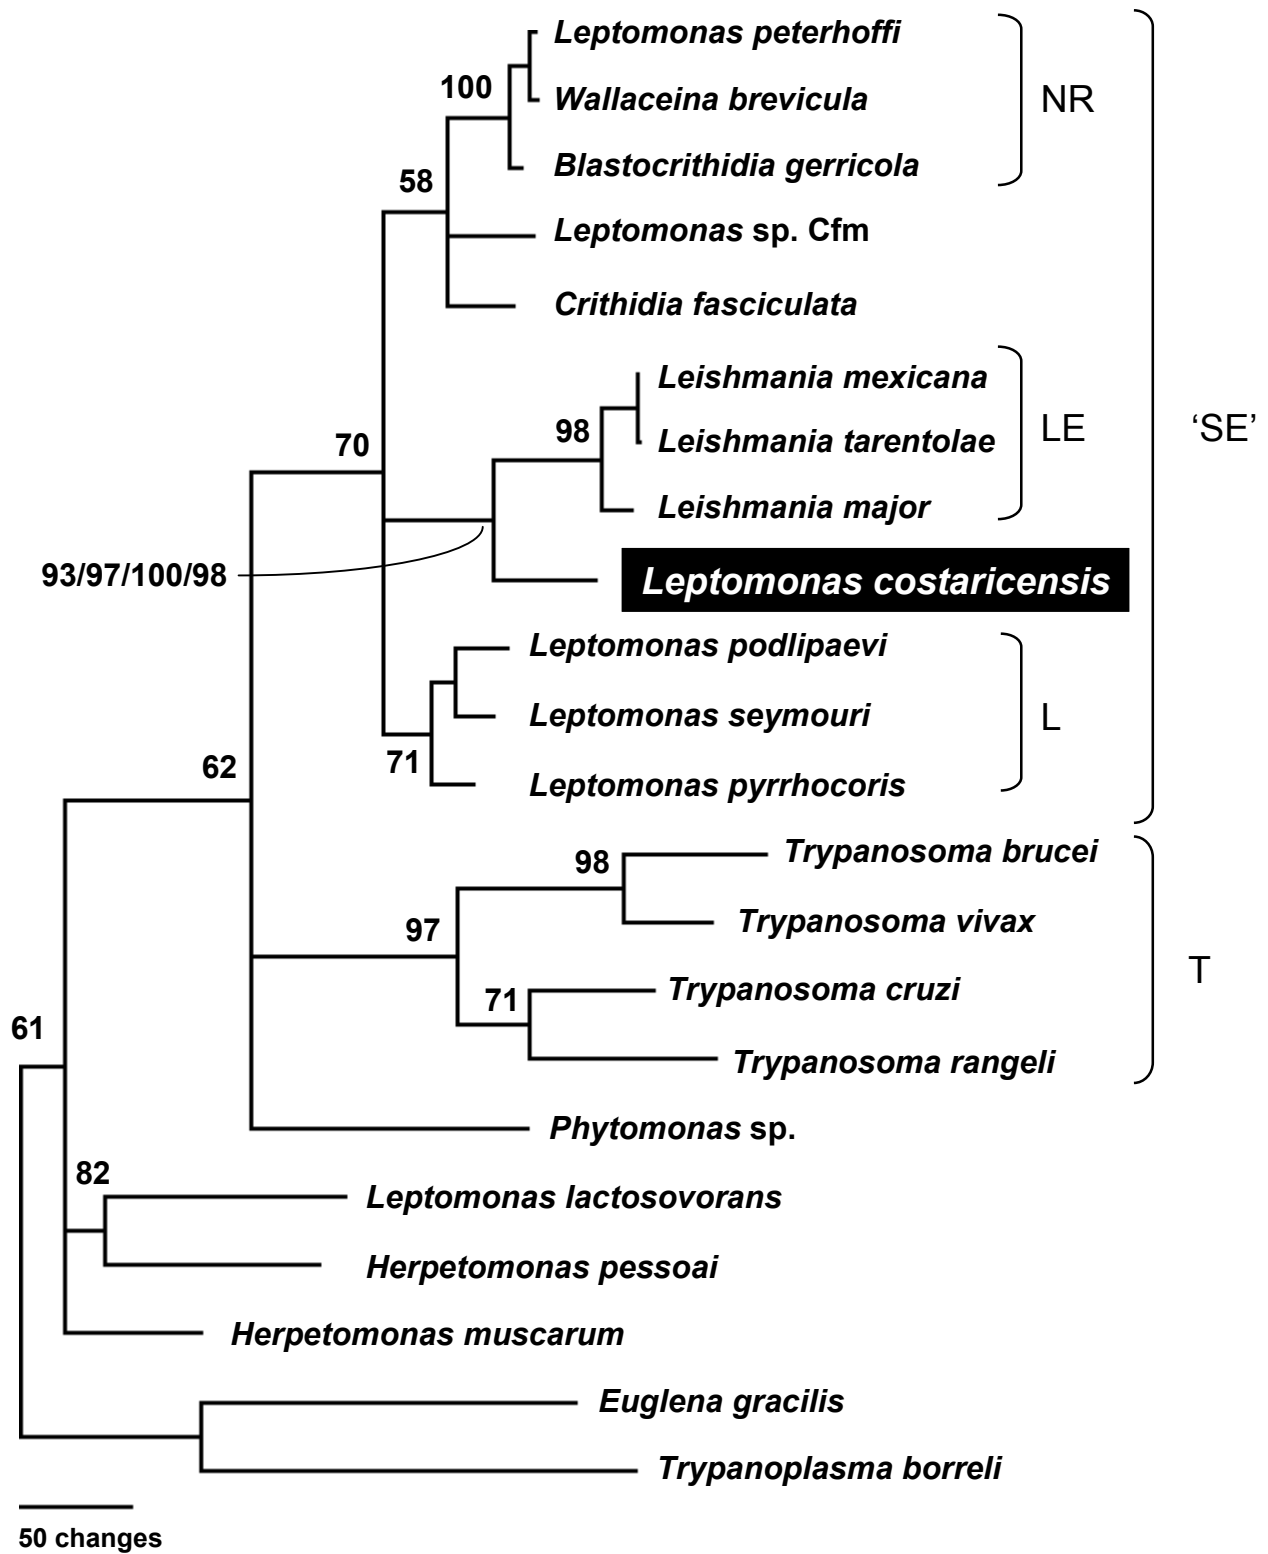 Leptomonas peterhoffi
100
Wallaceina brevicula
NR
Blastocrithidia gerricola
58
Leptomonas sp. Cfm
Crithidia fasciculata
Leishmania mexicana
98
Leishmania tarentolae
LE
‘SE’
70
Leishmania major
93/97/100/98
Leptomonas costaricensis
Leptomonas podlipaevi
Leptomonas seymouri
L
71
62
Leptomonas pyrrhocoris
Trypanosoma brucei
98
Trypanosoma vivax
97
T
Trypanosoma cruzi
71
61
Trypanosoma rangeli
Phytomonas sp.
82
Leptomonas lactosovorans
Herpetomonas pessoai
Herpetomonas muscarum
Euglena gracilis
Trypanoplasma borreli
50 changes